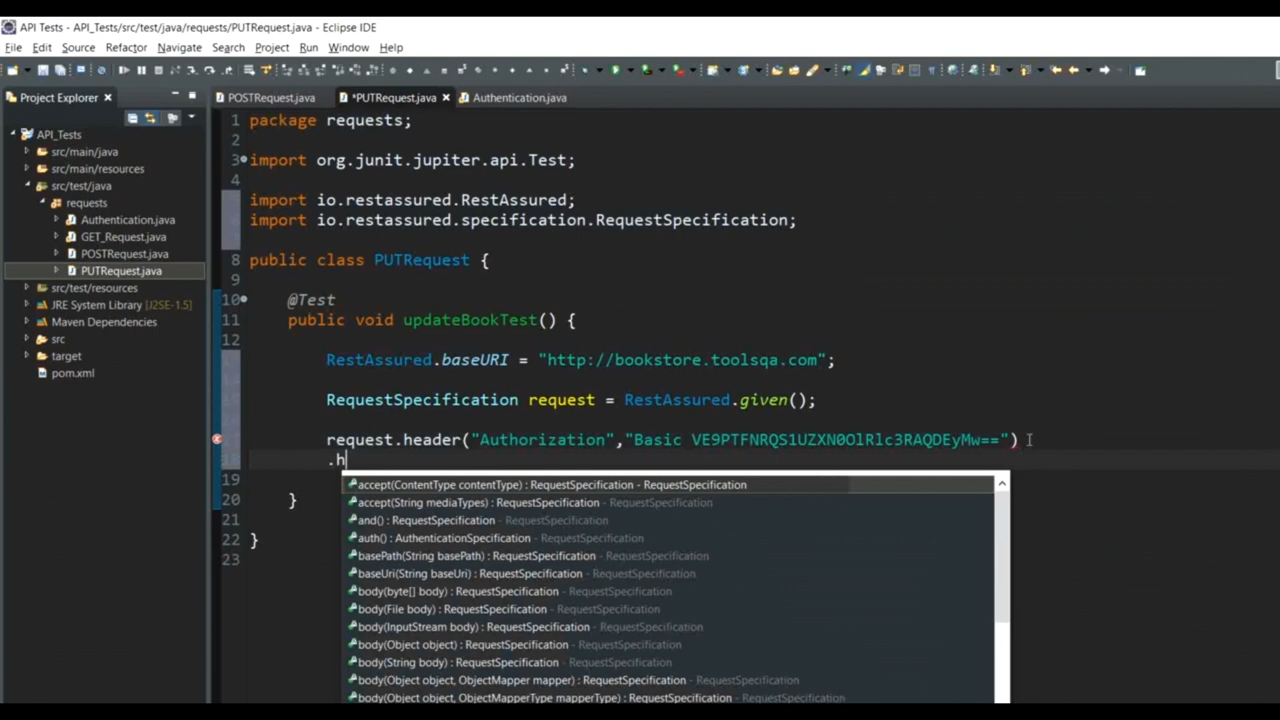 API Tests - API_Tests/src/test/java/requests/PUTRequest.java - Eclipse IDE
File Edit Source Refactor Navigate Search Project Run Window Help
Project Explorer
POSTRequest.java *PUTRequest.java Authentication.java
API_Tests
src/main/java
src/main/resources
src/test/java
requests
Authentication.java
GET_Request.java
POSTRequest.java
PUTRequest.java
src/test/resources
JRE System Library [J2SE-1.5]
Maven Dependencies
src
target
pom.xml
1 package requests;
2
3 import org.junit.jupiter.api.Test;
4
import io.restassured.RestAssured;
import io.restassured.specification.RequestSpecification;
8 public class PUTRequest {
9
10 @Test
11 public void updateBookTest() {
12
RestAssured.baseURI = "http://bookstore.toolsqa.com";
RequestSpecification request = RestAssured.given();
request.header("Authorization","Basic VE9PTFNRQS1UZXN0OlRlc3RAQDEyMw==")
18 .h
19
20 }
21
22 }
23
accept(ContentType contentType) : RequestSpecification - RequestSpecification
accept(String mediaTypes) : RequestSpecification - RequestSpecification
and() : RequestSpecification - RequestSpecification
auth() : AuthenticationSpecification - RequestSpecification
basePath(String basePath) : RequestSpecification - RequestSpecification
baseUri(String baseUri) : RequestSpecification - RequestSpecification
body(byte[] body) : RequestSpecification - RequestSpecification
body(File body) : RequestSpecification - RequestSpecification
body(InputStream body) : RequestSpecification - RequestSpecification
body(Object object) : RequestSpecification - RequestSpecification
body(String body) : RequestSpecification - RequestSpecification
body(Object object, ObjectMapper mapper) : RequestSpecification - RequestSpecification
body(Object object, ObjectMapperType mapperType) : RequestSpecification - RequestSpecification